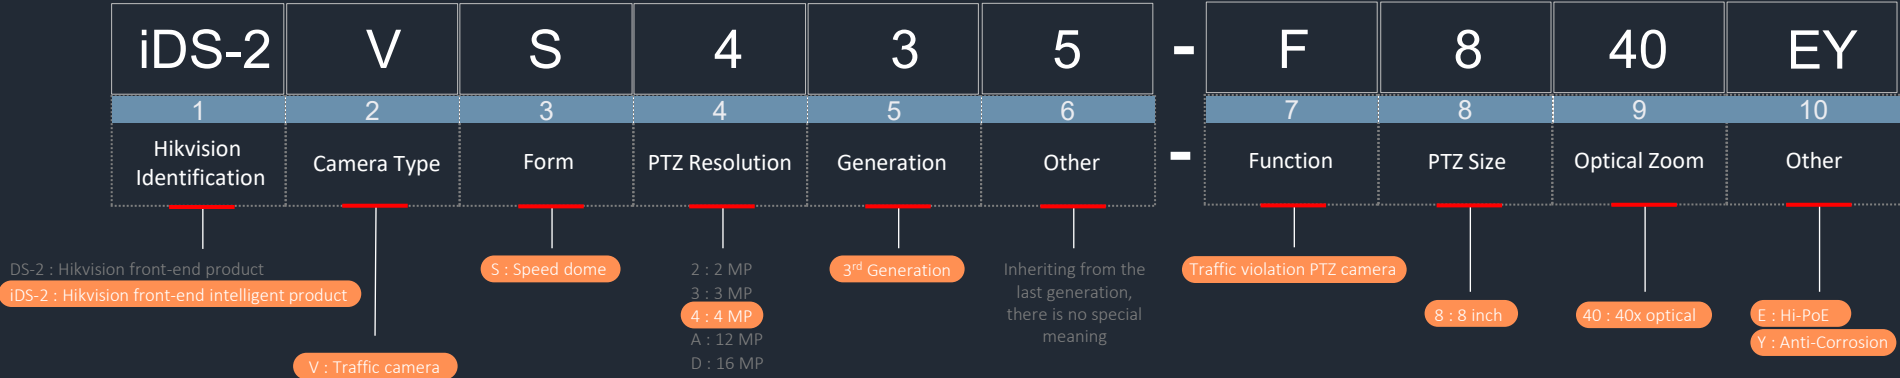 iDS-2 V S 4 3 5 - F 8 40 EY
1 2 3 4 5 6 7 8 9 10
Hikvision
Identification
Camera Type
Form
PTZ Resolution
Generation
Other
-
Function
PTZ Size
Optical Zoom
Other
DS-2 : Hikvision front-end product
iDS-2 : Hikvision front-end intelligent product
V : Traffic camera
S : Speed dome
2 : 2 MP
3 : 3 MP
4 : 4 MP
A : 12 MP
D : 16 MP
3rd Generation
Inheriting from the
last generation,
there is no special
meaning
Traffic violation PTZ camera
8 : 8 inch
40 : 40x optical
E : Hi-PoE
Y : Anti-Corrosion